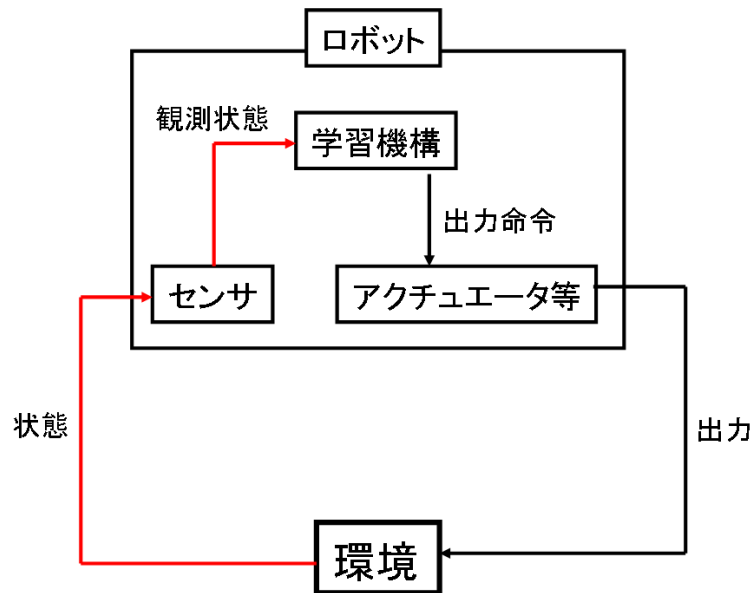 ロボット
観測状態
学習機構
出力命令
センサ
アクチュエータ等
状態
出力
環境